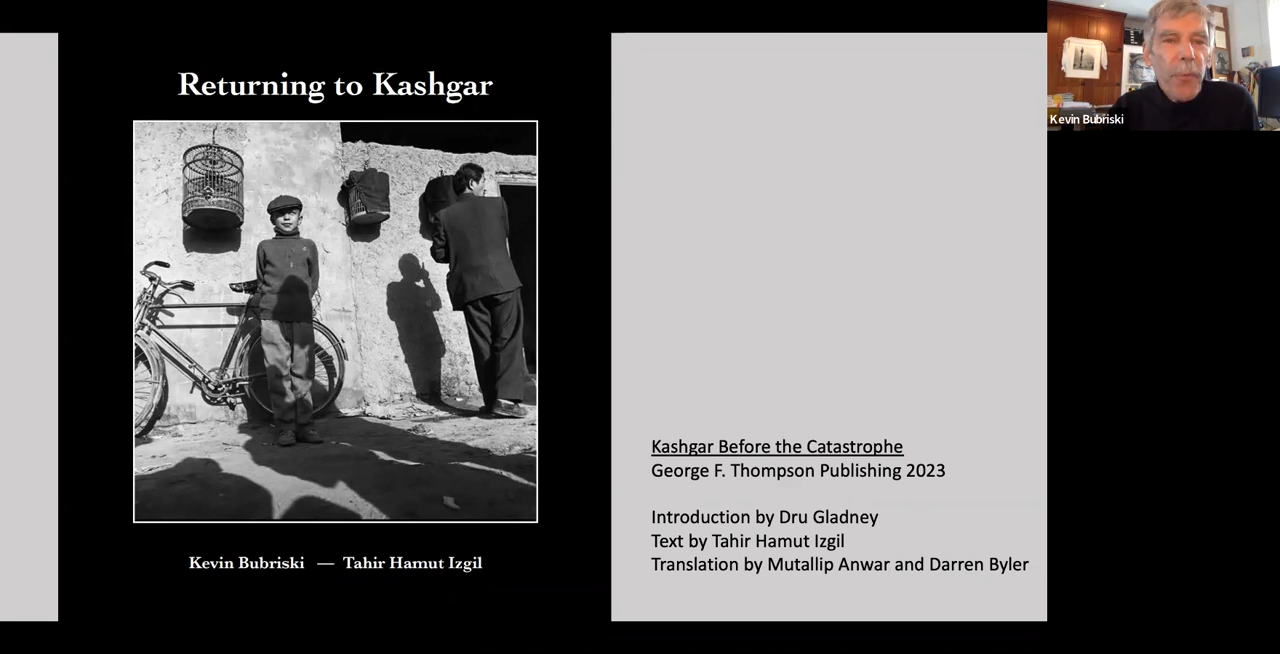 Returning to Kashgar
Kevin Bubriski — Tahir Hamut Izgil
Kashgar Before the Catastrophe
George F. Thompson Publishing 2023
Introduction by Dru Gladney
Text by Tahir Hamut Izgil
Translation by Mutallip Anwar and Darren Byler
Kevin Bubriski